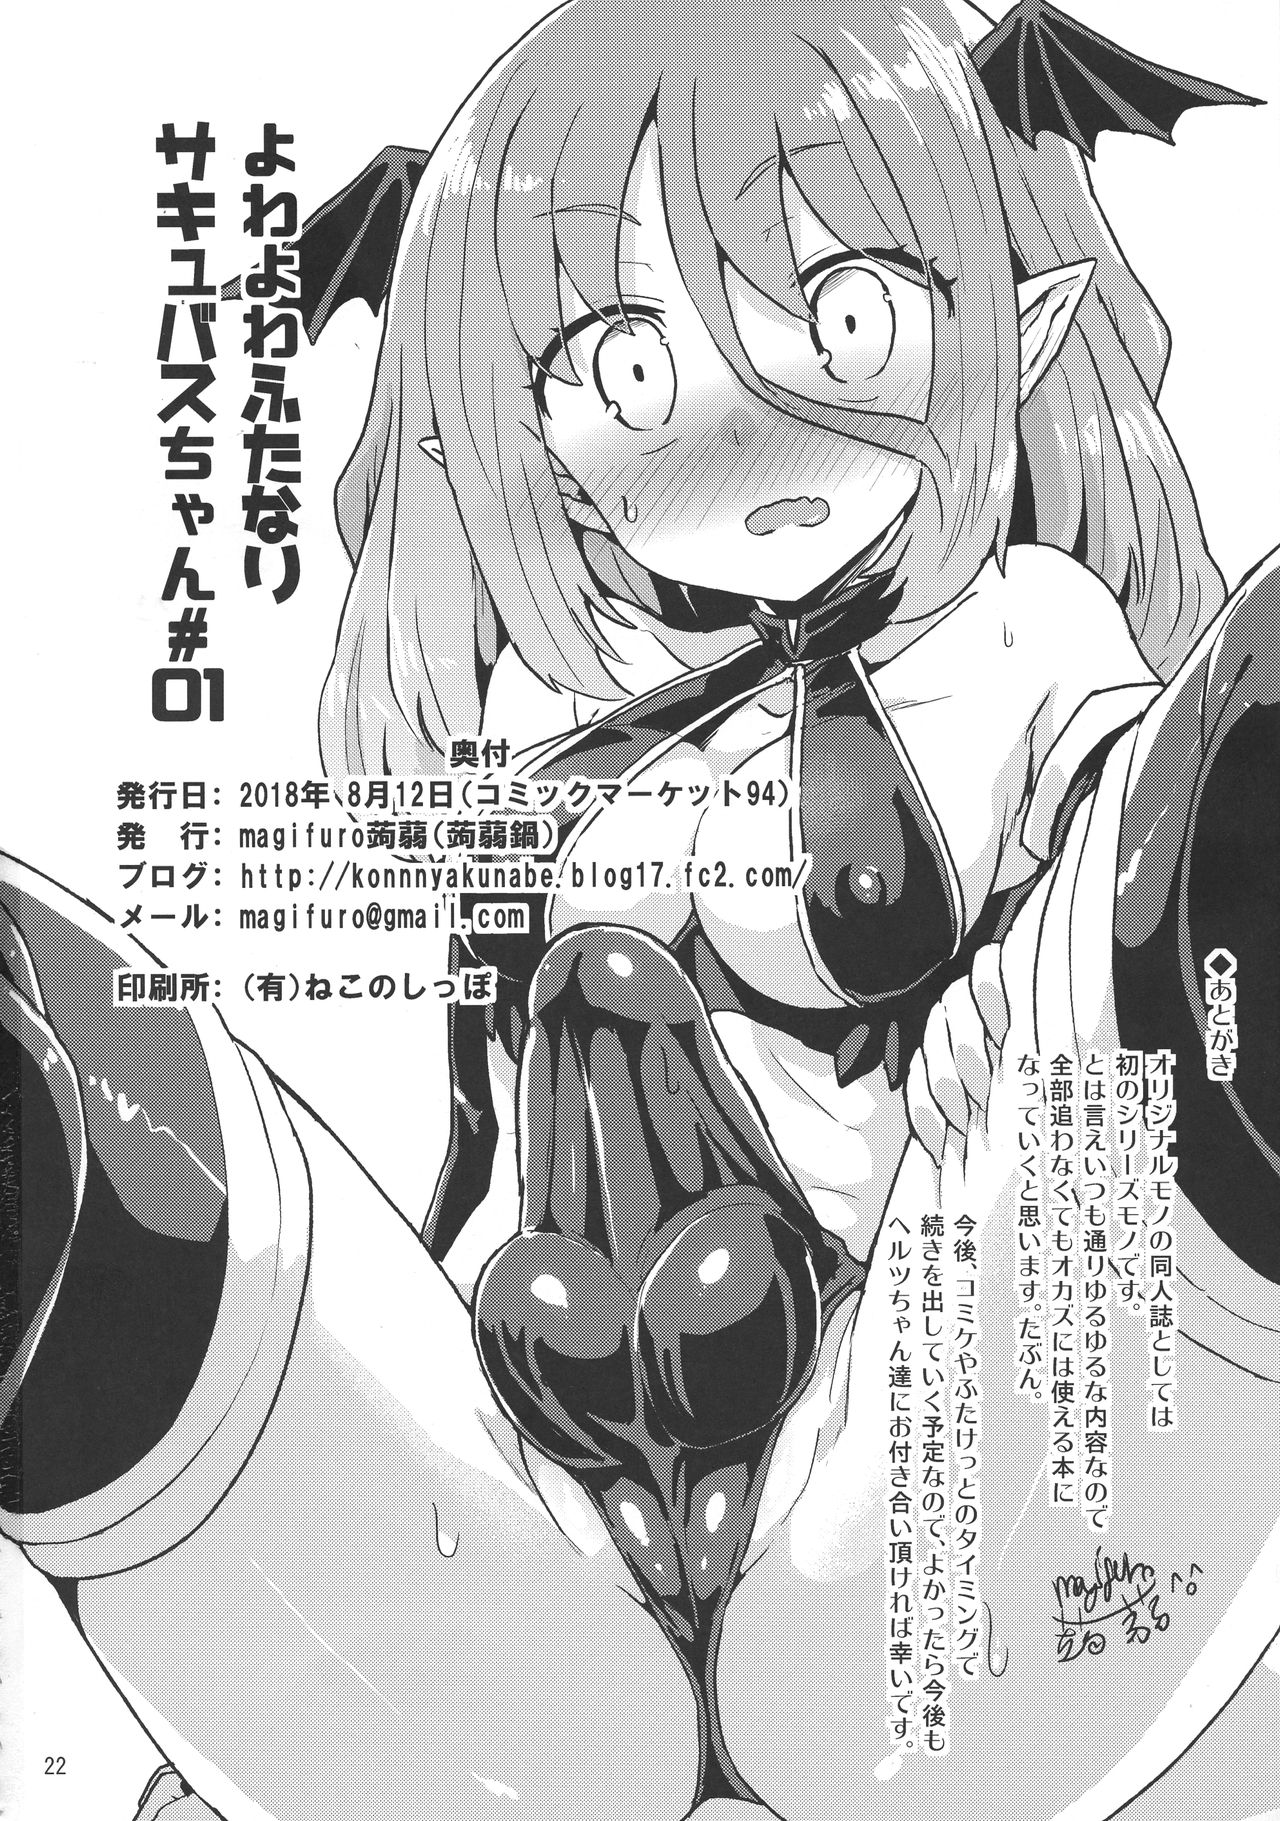 よわよわふたなり
サキュバスちゃん#01
奥付
発行日: 2018年 8月12日(コミックマーケット94)
発　行: magifuro蒟蒻(蒟蒻鍋)
ブログ: http://konnnyakunabe.blog17.fc2.com/
メール: magifuro@gmail.com
印刷所: (有)ねこのしっぽ
◆あとがき
オリジナルモノの同人誌としては
初のシリーズモノです。
とは言えいつも通りゆるゆるな内容なので
全部追わなくてもオカズには使える本に
なっていくと思います。たぶん。
今後、コミケやふたけっとのタイミングで
続きを出していく予定なので、よかったら今後も
ヘルツちゃん達にお付き合い頂ければ幸いです。
magifuro
22